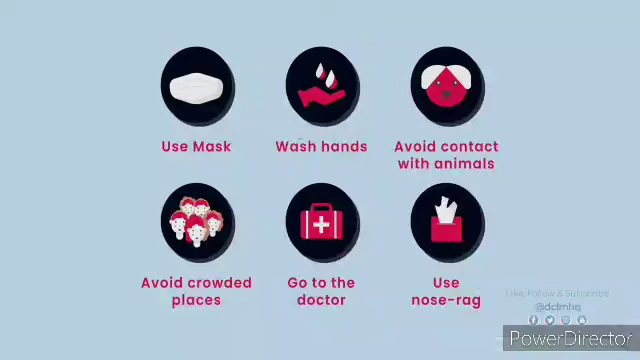 Use Mask
Wash hands
Avoid contact
with animals
Avoid crowded
places
Go to the
doctor
Use
nose-rag
Like, Follow & Subscribe
@dclmhq
PowerDirector